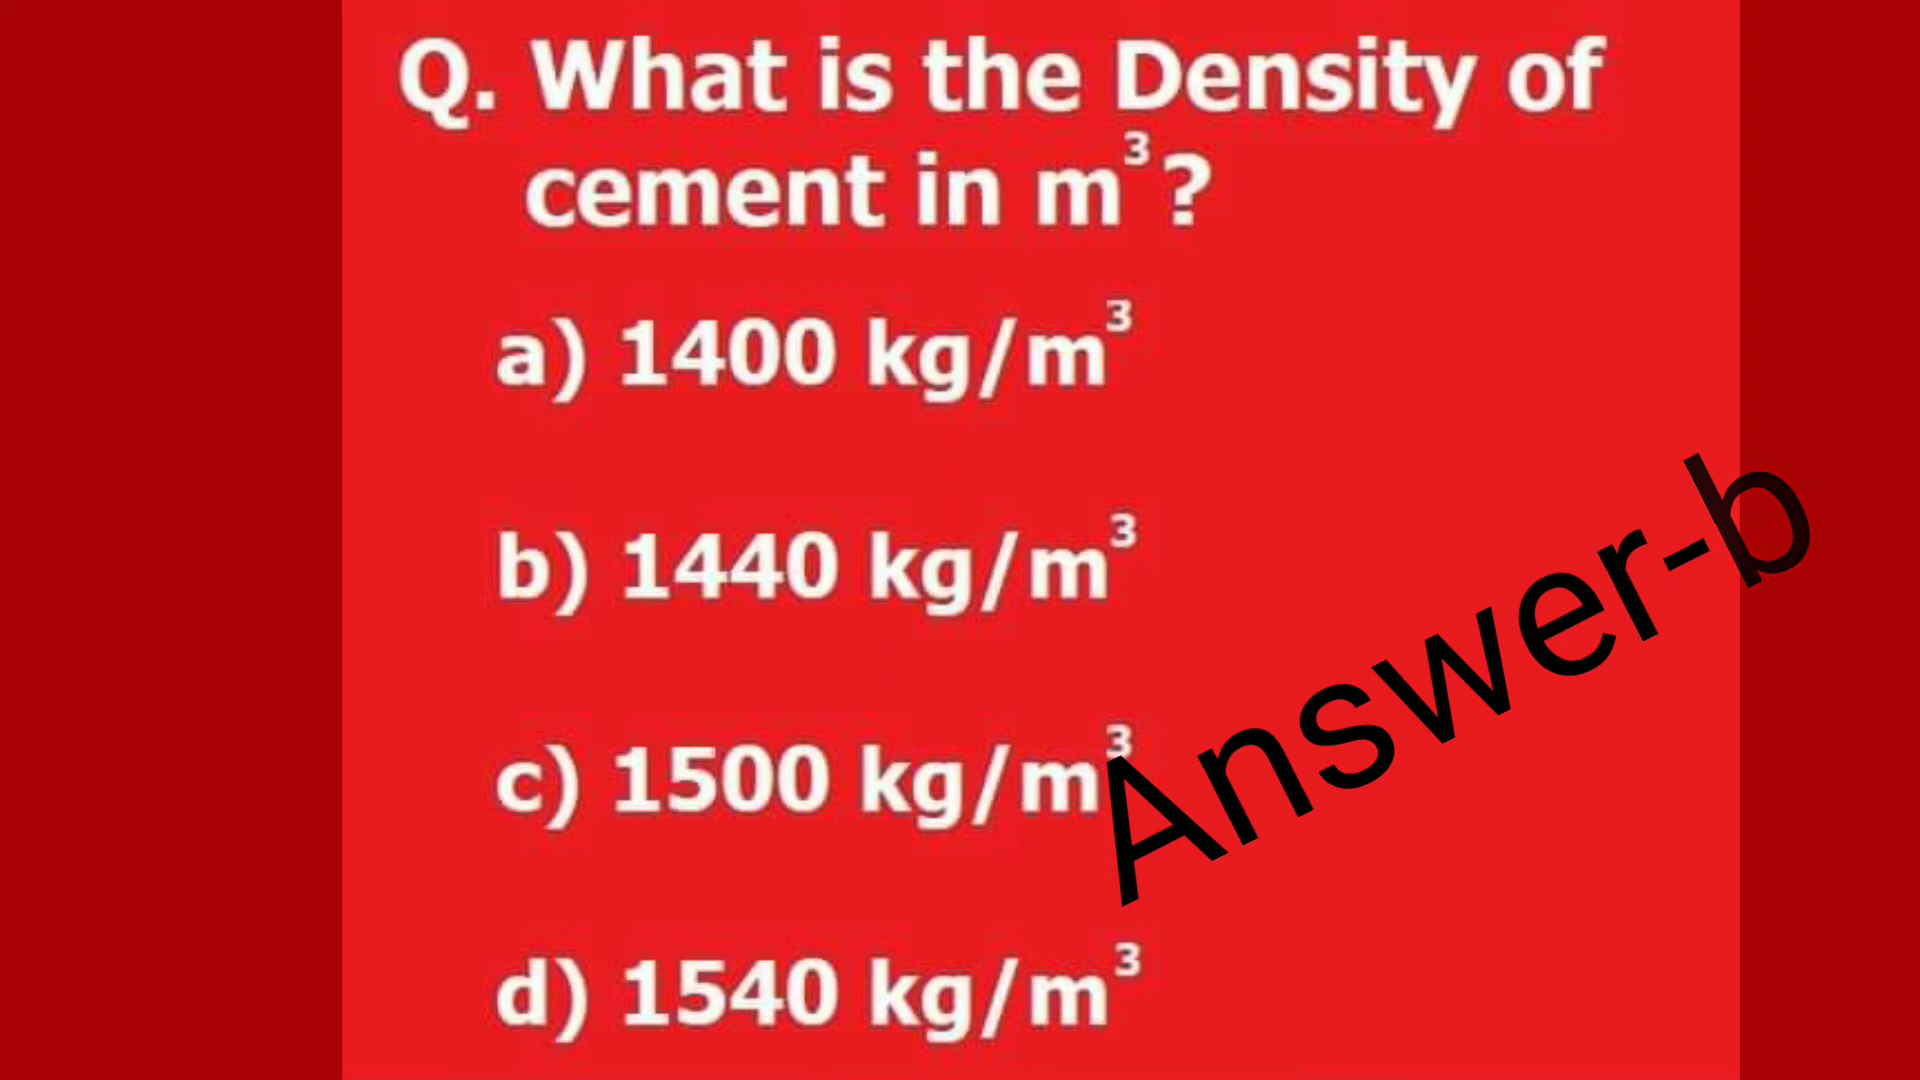 Q. What is the Density of
cement in m³?
a) 1400 kg/m³
b) 1440 kg/m³
c) 1500 kg/m³
d) 1540 kg/m³
Answer-b